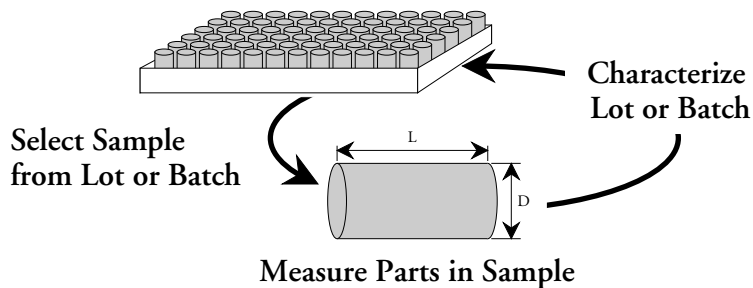 Characterize
Lot or Batch
Select Sample
from Lot or Batch
L
D
Measure Parts in Sample